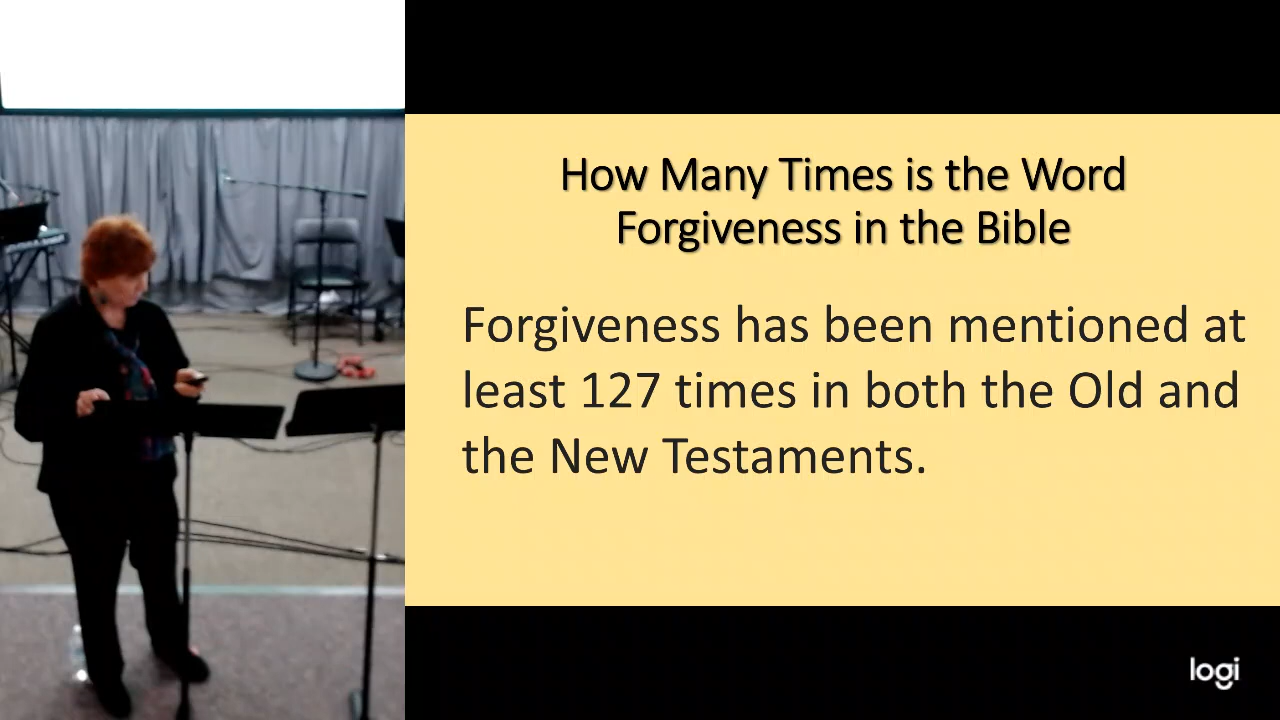 How Many Times is the Word
Forgiveness in the Bible
Forgiveness has been mentioned at
least 127 times in both the Old and
the New Testaments.
logi